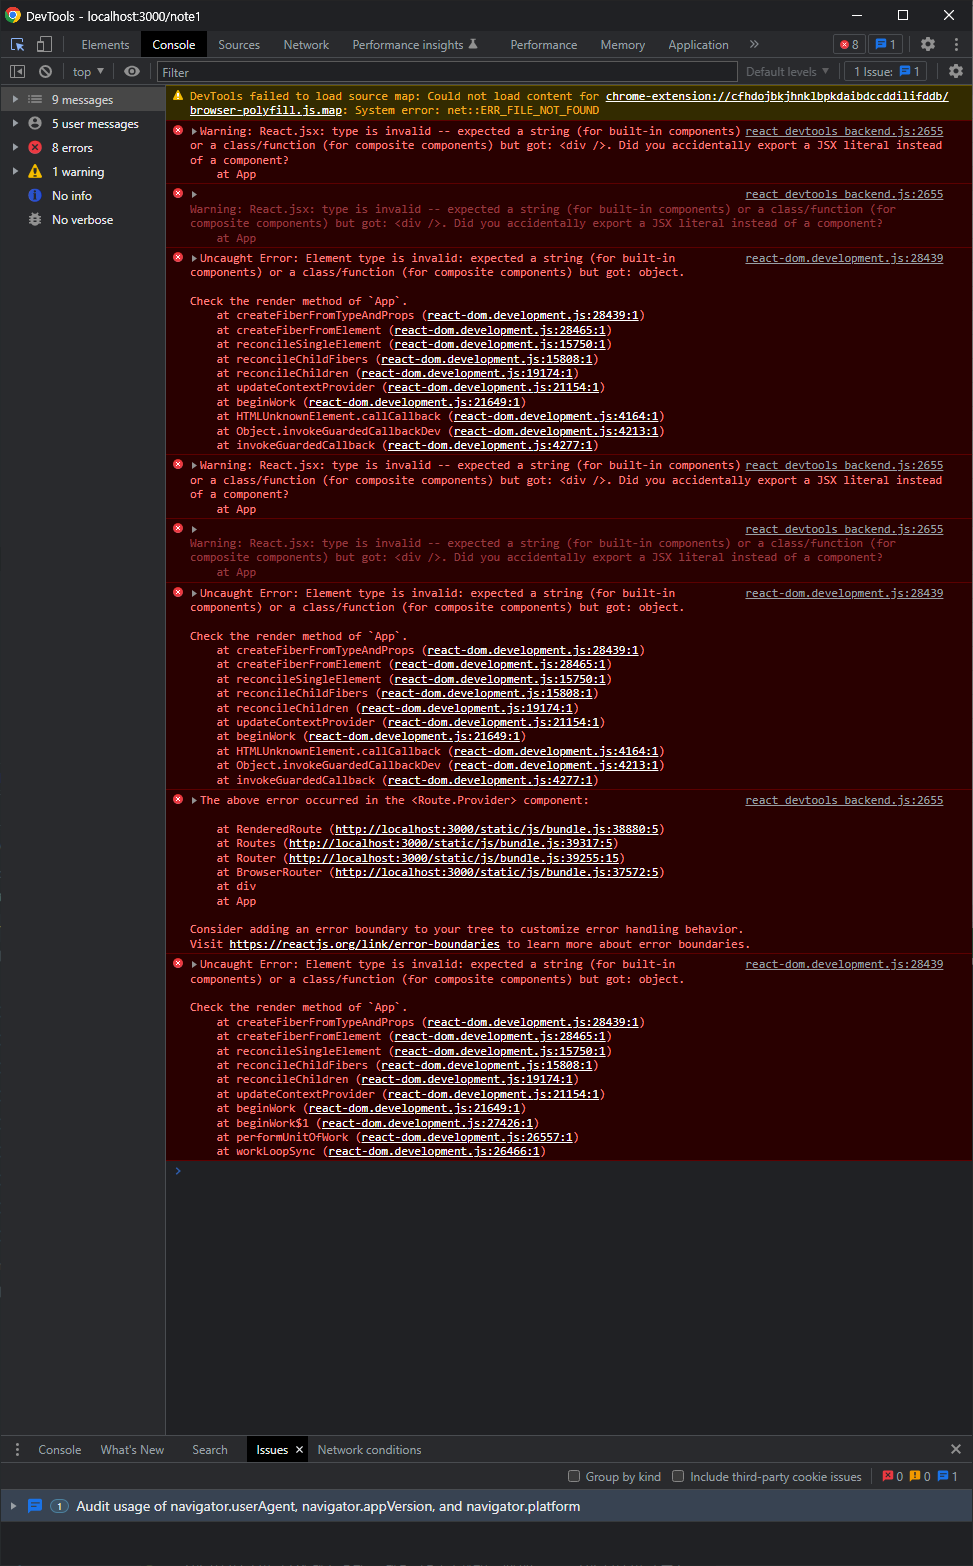 DevTools - localhost:3000/note1
Elements Console Sources Network Performance insights Performance Memory Application » 8 1
top Filter Default levels 1 Issue: 1
9 messages
5 user messages
8 errors
1 warning
No info
No verbose
DevTools failed to load source map: Could not load content for chrome-extension://cfhdojbkjhnklbpkdaibdccddilifddb/
browser-polyfill.js.map: System error: net::ERR_FILE_NOT_FOUND
Warning: React.jsx: type is invalid -- expected a string (for built-in components) react_devtools_backend.js:2655
or a class/function (for composite components) but got: <div />. Did you accidentally export a JSX literal instead
of a component?
at App
react_devtools_backend.js:2655
Warning: React.jsx: type is invalid -- expected a string (for built-in components) or a class/function (for
composite components) but got: <div />. Did you accidentally export a JSX literal instead of a component?
at App
Uncaught Error: Element type is invalid: expected a string (for built-in react-dom.development.js:28439
components) or a class/function (for composite components) but got: object.
Check the render method of `App`.
at createFiberFromTypeAndProps (react-dom.development.js:28439:1)
at createFiberFromElement (react-dom.development.js:28465:1)
at reconcileSingleElement (react-dom.development.js:15750:1)
at reconcileChildFibers (react-dom.development.js:15808:1)
at reconcileChildren (react-dom.development.js:19174:1)
at updateContextProvider (react-dom.development.js:21154:1)
at beginWork (react-dom.development.js:21649:1)
at HTMLUnknownElement.callCallback (react-dom.development.js:4164:1)
at Object.invokeGuardedCallbackDev (react-dom.development.js:4213:1)
at invokeGuardedCallback (react-dom.development.js:4277:1)
Warning: React.jsx: type is invalid -- expected a string (for built-in components) react_devtools_backend.js:2655
or a class/function (for composite components) but got: <div />. Did you accidentally export a JSX literal instead
of a component?
at App
react_devtools_backend.js:2655
Warning: React.jsx: type is invalid -- expected a string (for built-in components) or a class/function (for
composite components) but got: <div />. Did you accidentally export a JSX literal instead of a component?
at App
Uncaught Error: Element type is invalid: expected a string (for built-in react-dom.development.js:28439
components) or a class/function (for composite components) but got: object.
Check the render method of `App`.
at createFiberFromTypeAndProps (react-dom.development.js:28439:1)
at createFiberFromElement (react-dom.development.js:28465:1)
at reconcileSingleElement (react-dom.development.js:15750:1)
at reconcileChildFibers (react-dom.development.js:15808:1)
at reconcileChildren (react-dom.development.js:19174:1)
at updateContextProvider (react-dom.development.js:21154:1)
at beginWork (react-dom.development.js:21649:1)
at HTMLUnknownElement.callCallback (react-dom.development.js:4164:1)
at Object.invokeGuardedCallbackDev (react-dom.development.js:4213:1)
at invokeGuardedCallback (react-dom.development.js:4277:1)
The above error occurred in the <Route.Provider> component: react_devtools_backend.js:2655
at RenderedRoute (http://localhost:3000/static/js/bundle.js:38880:5)
at Routes (http://localhost:3000/static/js/bundle.js:39317:5)
at Router (http://localhost:3000/static/js/bundle.js:39255:15)
at BrowserRouter (http://localhost:3000/static/js/bundle.js:37572:5)
at div
at App
Consider adding an error boundary to your tree to customize error handling behavior.
Visit https://reactjs.org/link/error-boundaries to learn more about error boundaries.
Uncaught Error: Element type is invalid: expected a string (for built-in react-dom.development.js:28439
components) or a class/function (for composite components) but got: object.
Check the render method of `App`.
at createFiberFromTypeAndProps (react-dom.development.js:28439:1)
at createFiberFromElement (react-dom.development.js:28465:1)
at reconcileSingleElement (react-dom.development.js:15750:1)
at reconcileChildFibers (react-dom.development.js:15808:1)
at reconcileChildren (react-dom.development.js:19174:1)
at updateContextProvider (react-dom.development.js:21154:1)
at beginWork (react-dom.development.js:21649:1)
at beginWork$1 (react-dom.development.js:27426:1)
at performUnitOfWork (react-dom.development.js:26557:1)
at workLoopSync (react-dom.development.js:26466:1)
Console What's New Search Issues Network conditions
Group by kind Include third-party cookie issues 0 0 1
1 Audit usage of navigator.userAgent, navigator.appVersion, and navigator.platform